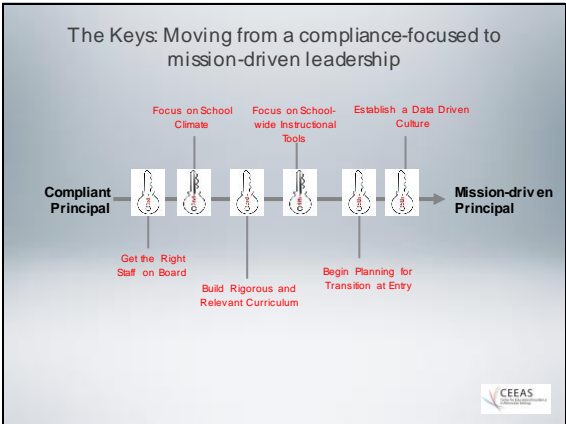 The Keys: Moving from a compliance-focused to
mission-driven leadership
Focus on School
Climate
Focus on School-
wide Instructional
Tools
Establish a Data Driven
Culture
Compliant
Principal
Mission-driven
Principal
Get the Right
Staff on Board
Build Rigorous and
Relevant Curriculum
Begin Planning for
Transition at Entry
CEEAS